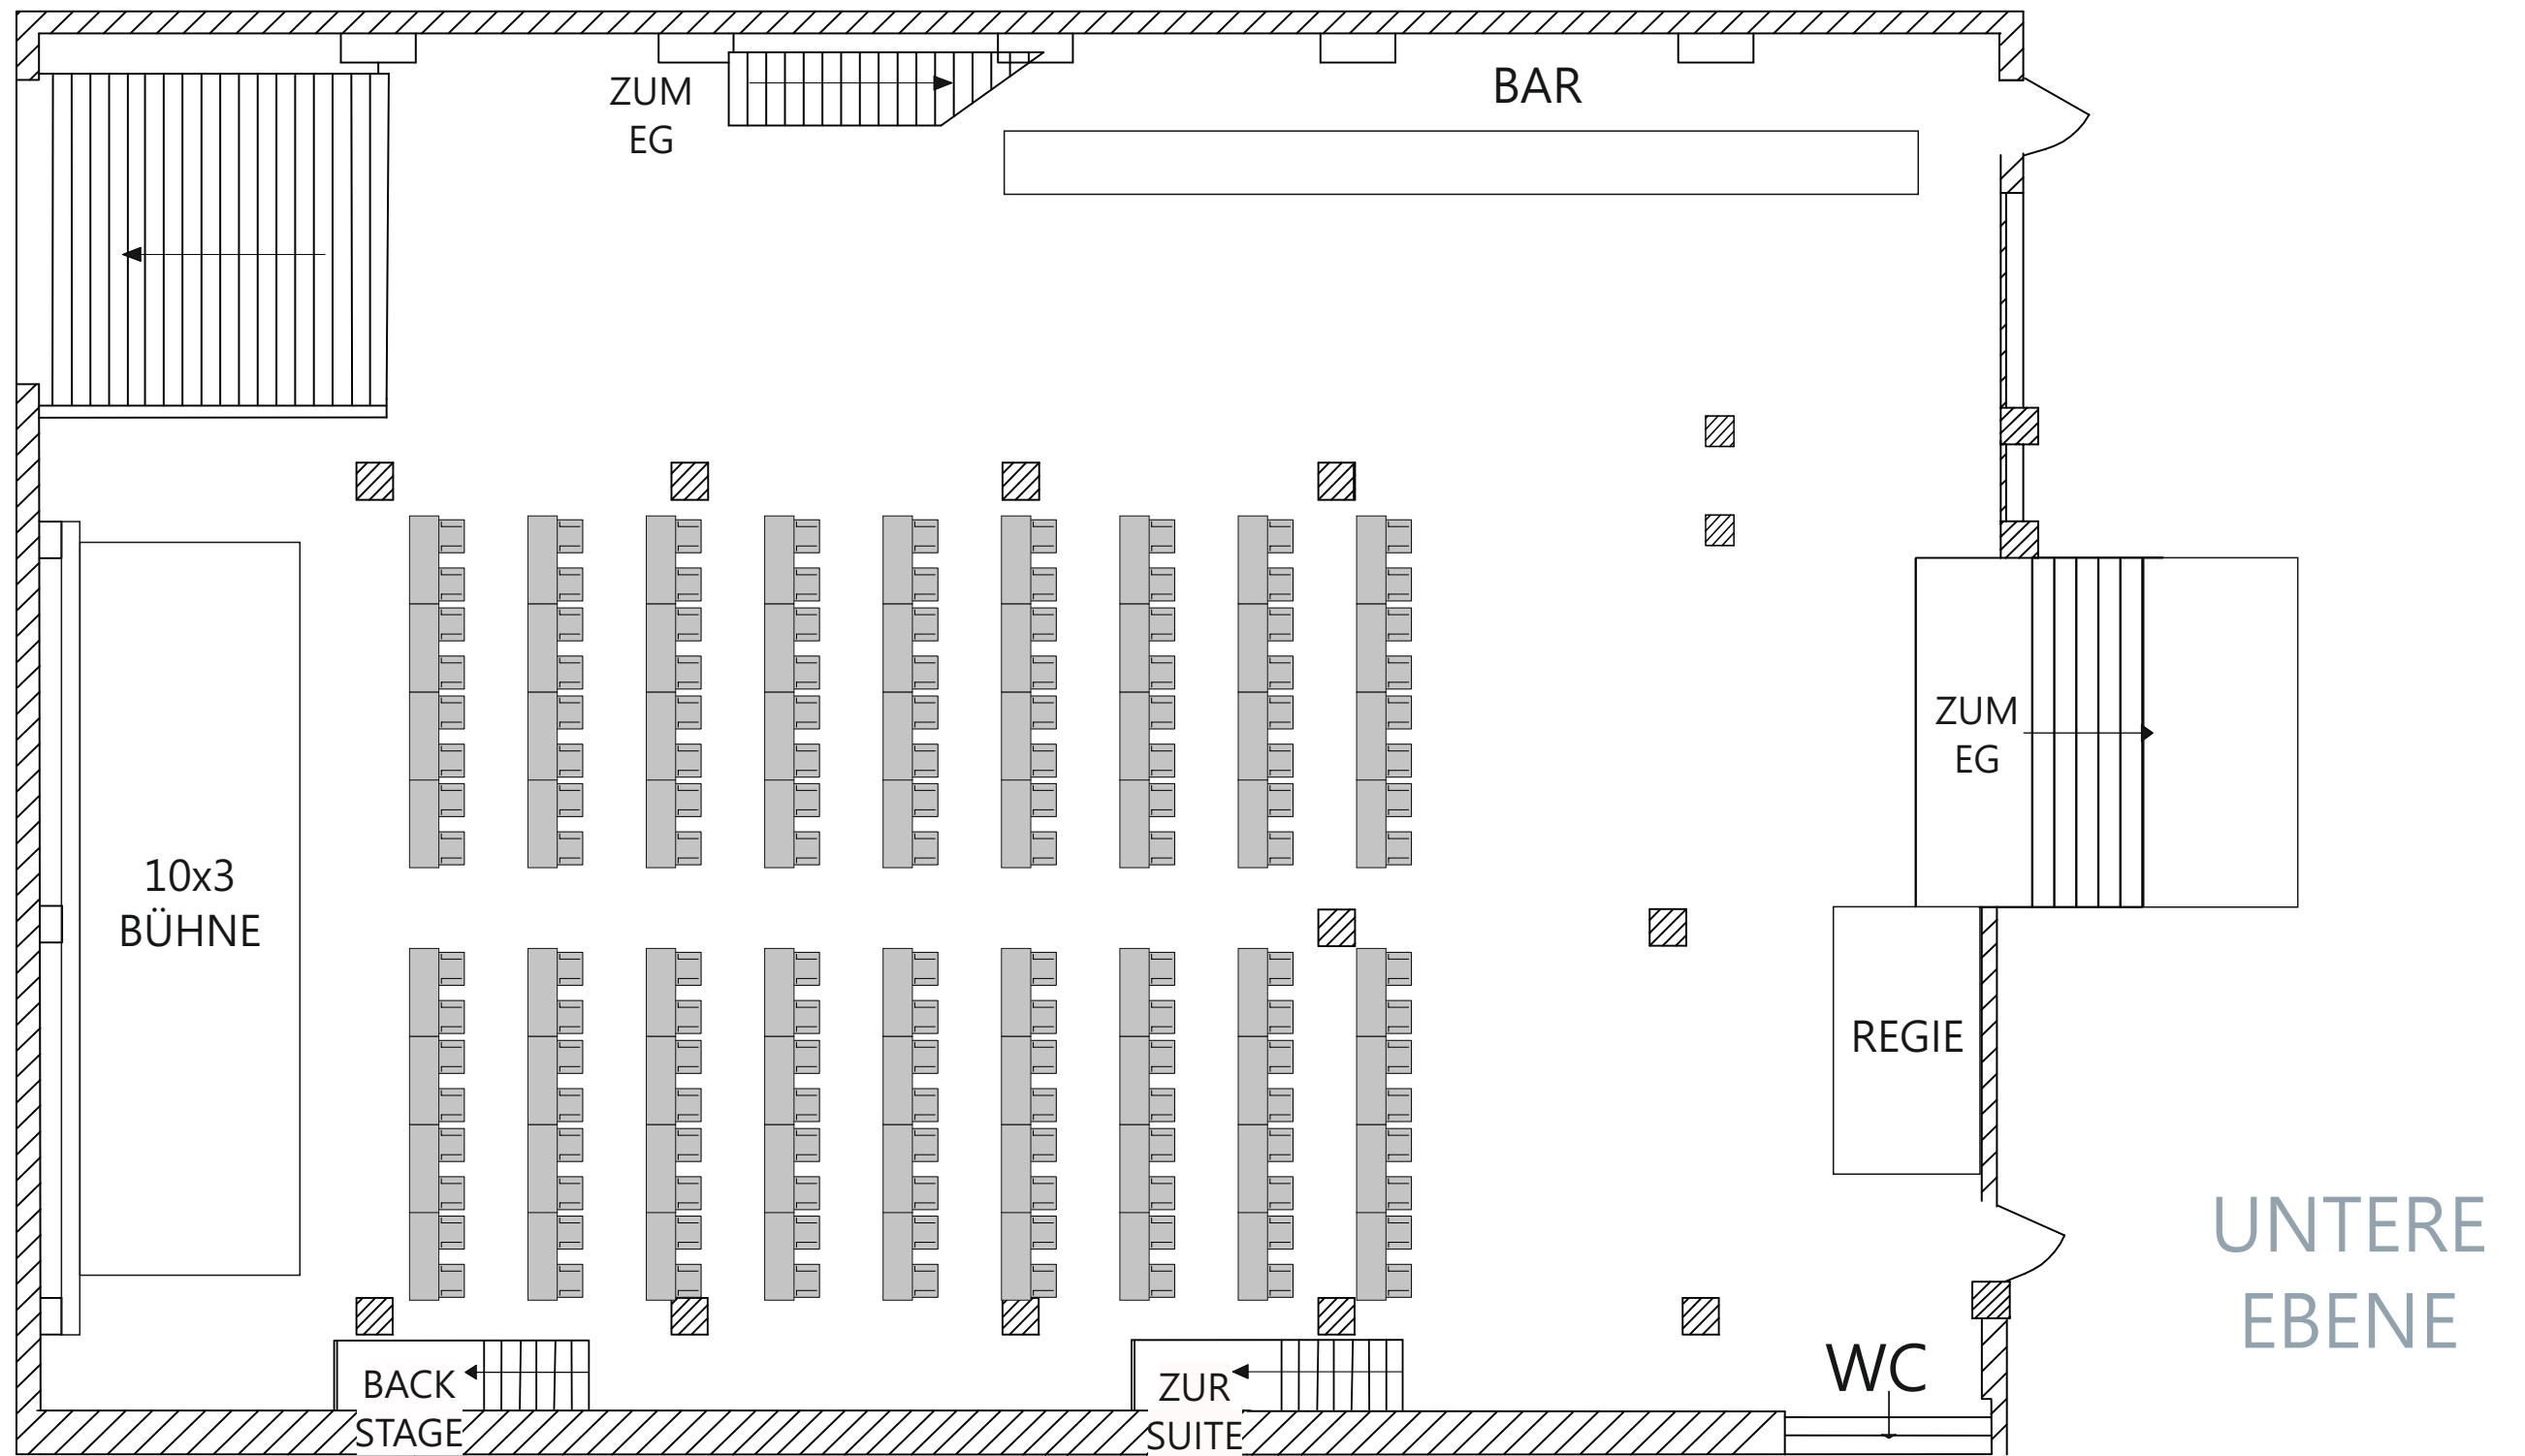 ZUM
EG
BAR
ZUM
EG
10x3
BÜHNE
REGIE
UNTERE
EBENE
BACK
STAGE
ZUR
SUITE
WC